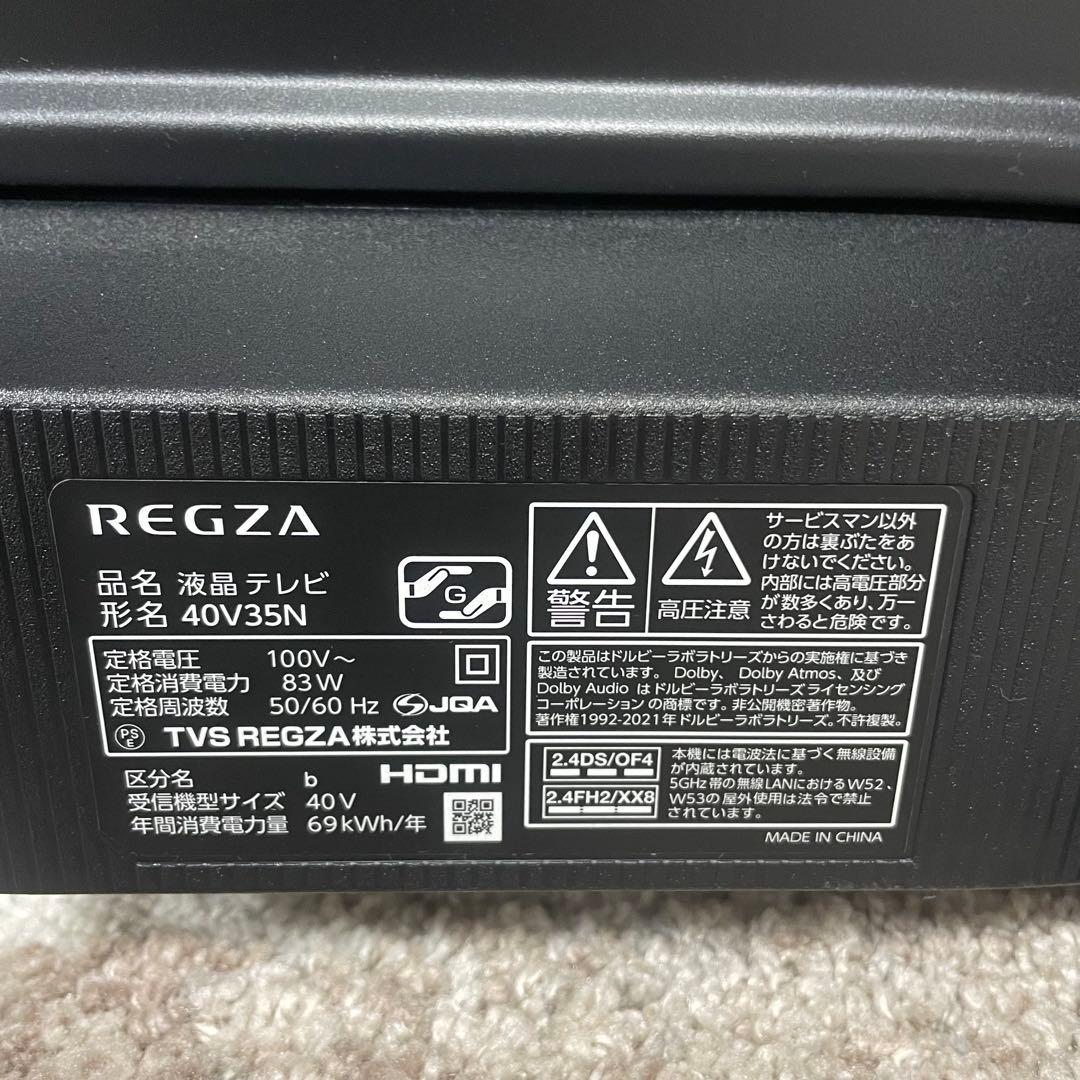 REGZA
品名 液晶テレビ
形名 40V35N
G
定格電圧 100V～
定格消費電力 83W
定格周波数 50/60 Hz
JQA
PSE
TVS REGZA株式会社
区分名 b
受信機型サイズ 40V
年間消費電力量 69kWh/年
HDMI
警告
高圧注意
サービスマン以外
の方は裏ぶたをあ
けないでください。
内部には高電圧部分
が数多くあり、万一
さわると危険です。
この製品はドルビーラボラトリーズからの実施権に基づき
製造されています。Dolby、 Dolby Atmos、及び
Dolby Audio はドルビーラボラトリーズライセンシング
コーポレーションの商標です。非公開機密著作物。
著作権1992-2021年ドルビーラボラトリーズ。不許複製。
2.4DS/OF4
2.4FH2/XX8
本機には電波法に基づく無線設備
が内蔵されています。
5GHz帯の無線LANにおけるW52、
W53の屋外使用は法令で禁止
されています。
MADE IN CHINA